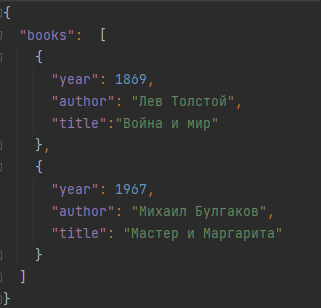 {
  "books":  [
    {
      "year": 1869,
      "author": "Лев Толстой",
      "title":"Война и мир"
    },
    {
      "year": 1967,
      "author": "Михаил Булгаков",
      "title": "Мастер и Маргарита"
    }
  ]
}